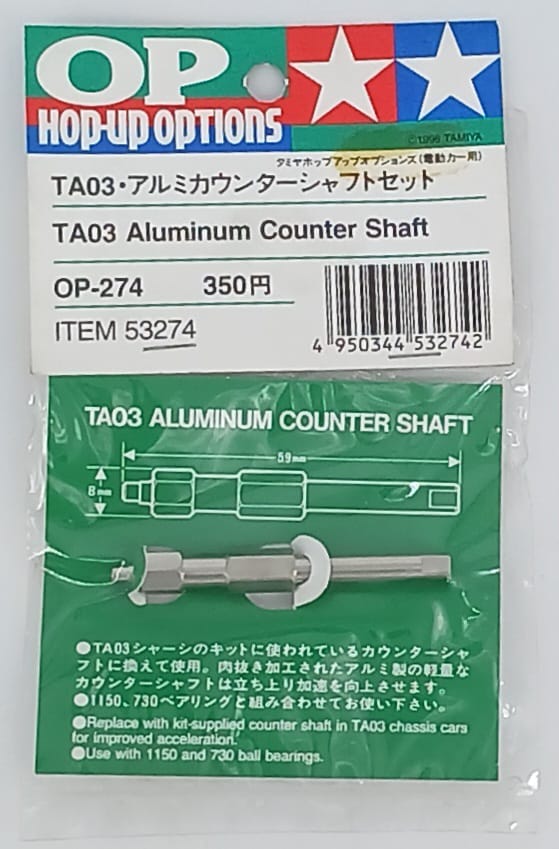 OP
HOP-UP OPTIONS
©1996 TAMIYA
タミヤホップアップオプションズ(電動カー用)
TA03・アルミカウンターシャフトセット
TA03 Aluminum Counter Shaft
OP-274 350円
ITEM 53274
4 950344 532742
TA03 ALUMINUM COUNTER SHAFT
59mm
8mm
●TA03シャーシのキットに使われているカウンターシャ
フトに換えて使用。肉抜き加工されたアルミ製の軽量な
カウンターシャフトは立ち上り加速を向上させます。
●1150、730ベアリングと組み合わせてお使い下さい。
●Replace with kit-supplied counter shaft in TA03 chassis cars
for improved acceleration.
●Use with 1150 and 730 ball bearings.